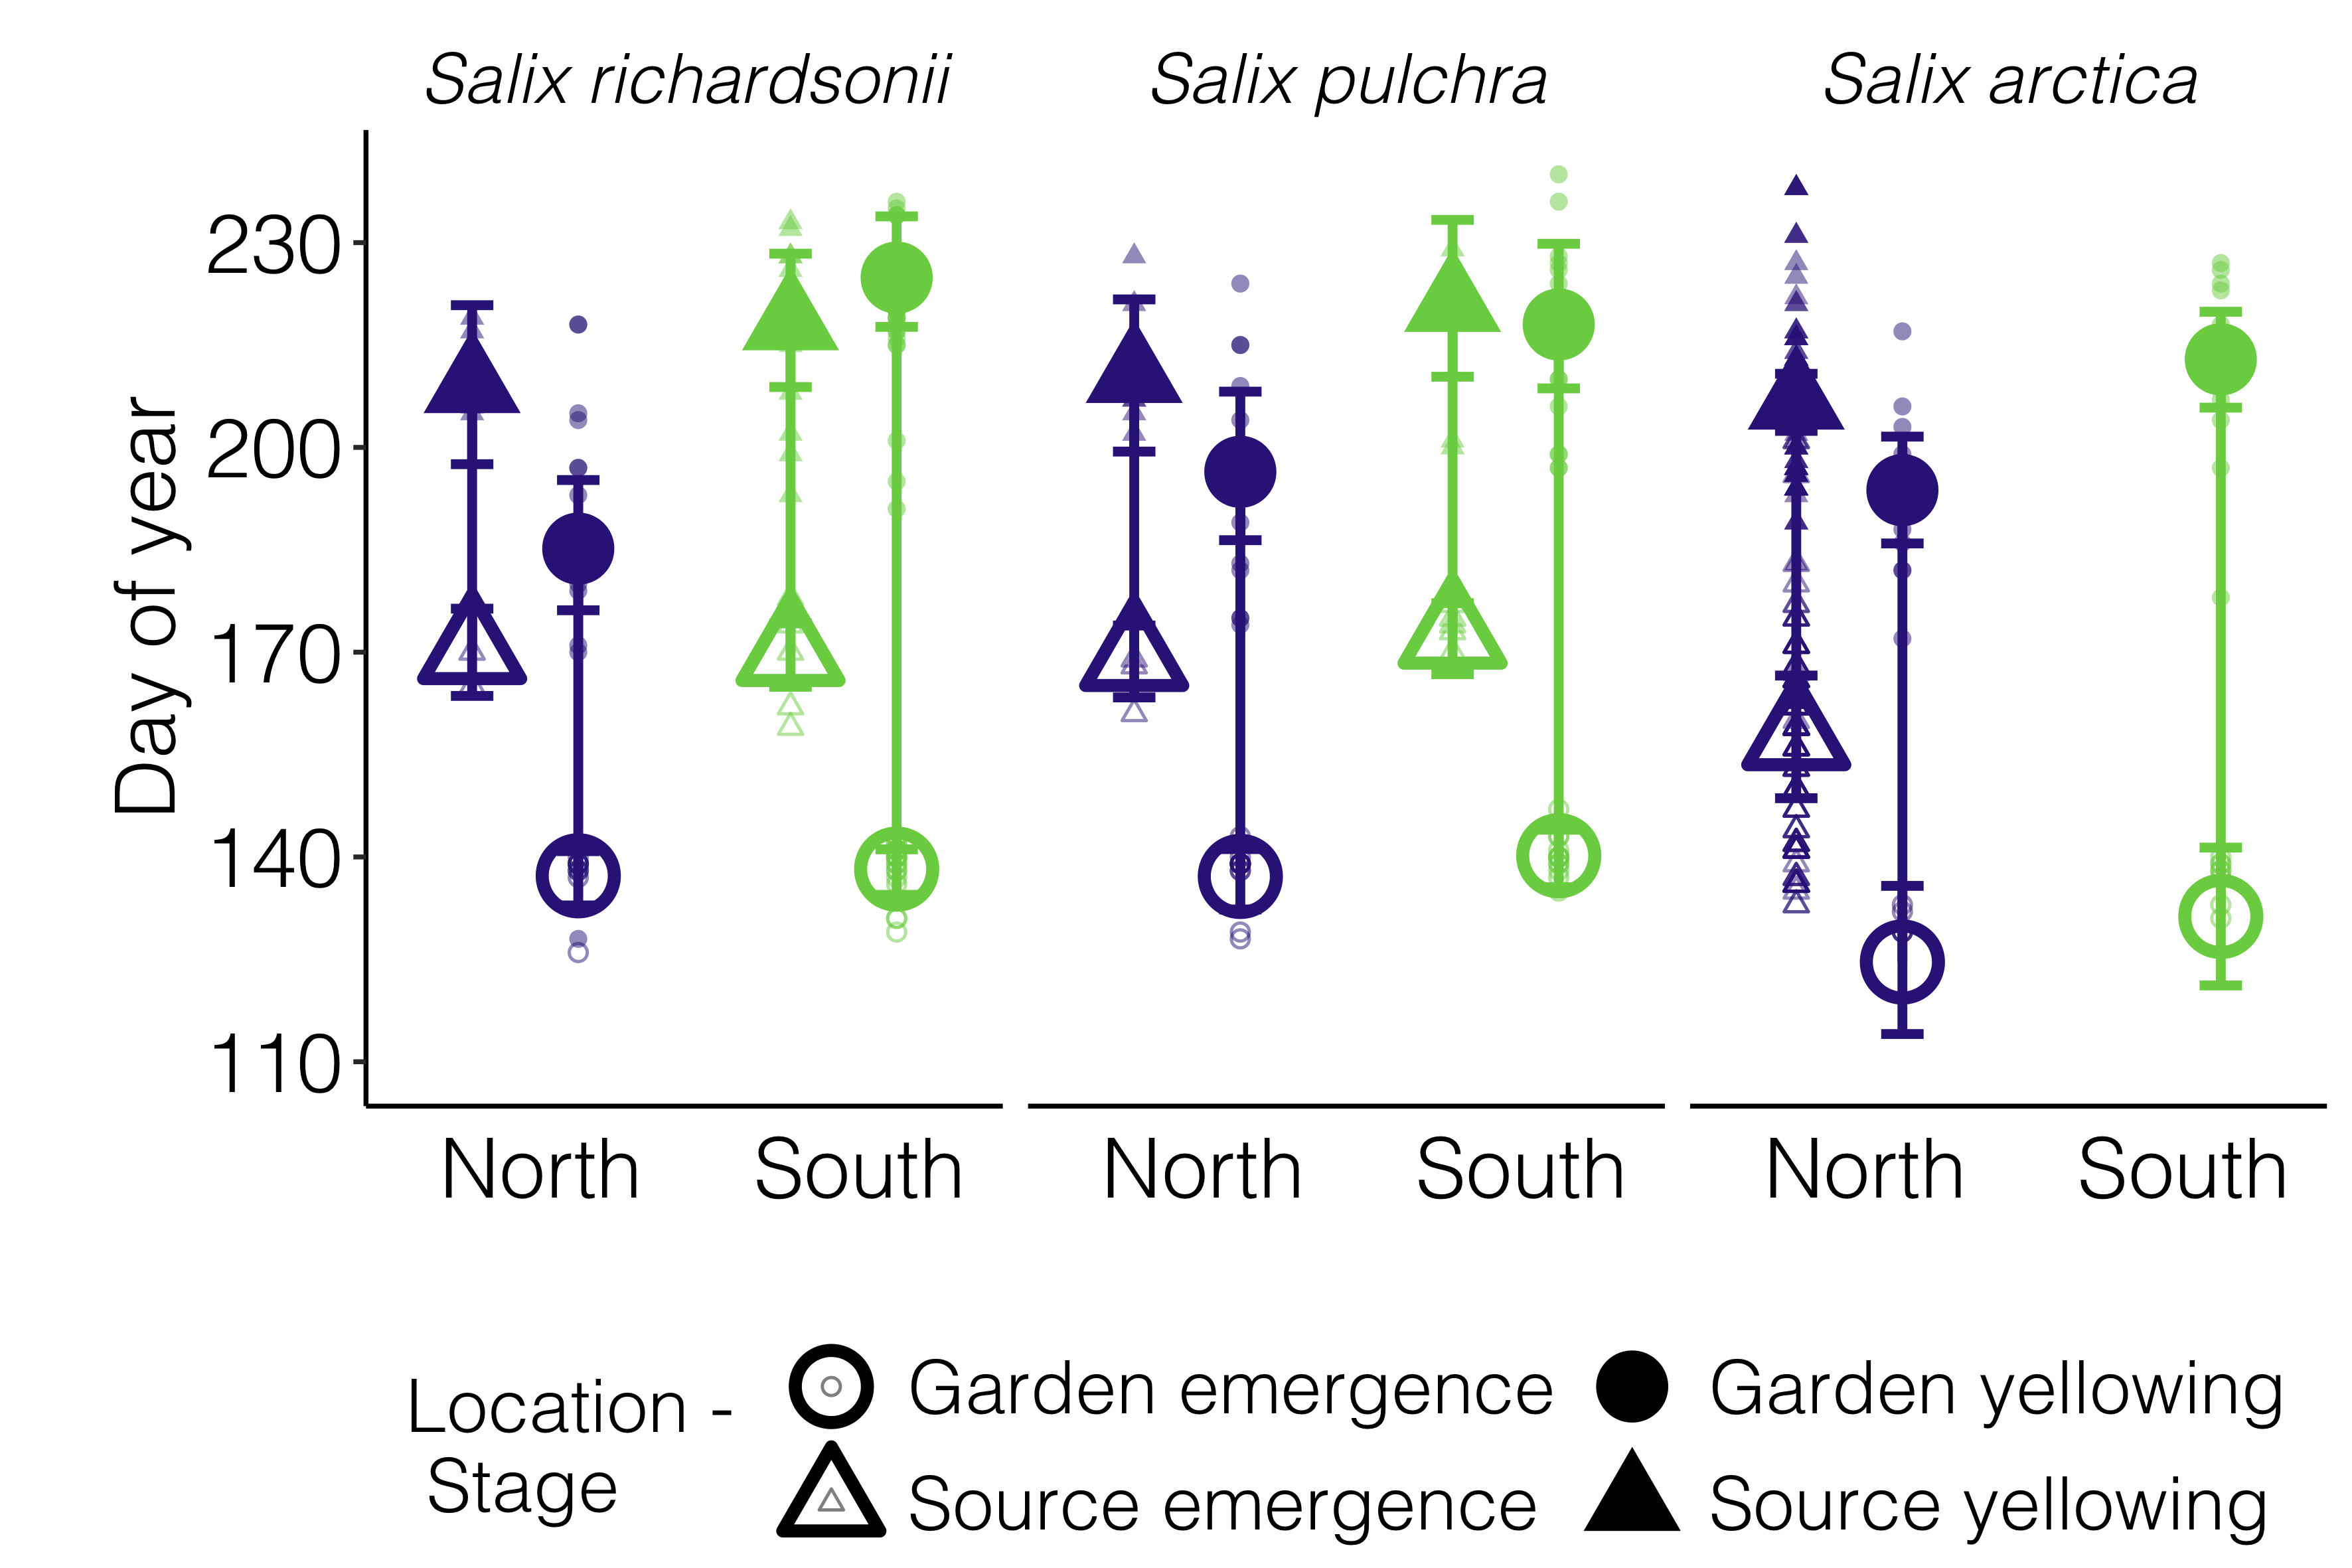 Salix richardsonii Salix pulchra Salix arctica
Day of year
230
200
170
140
110
North South North South North South
Location - Stage
Garden emergence Garden yellowing
Source emergence Source yellowing